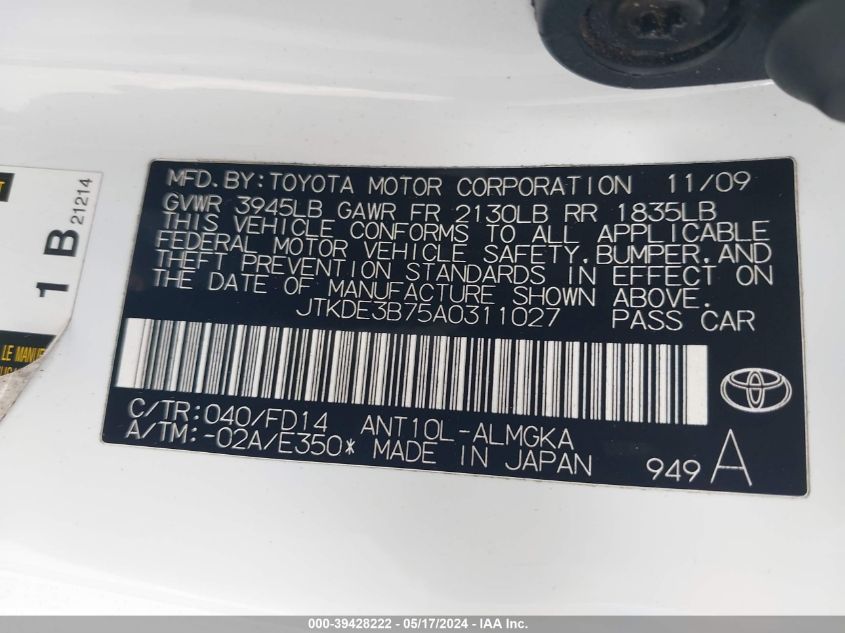 MFD.BY:TOYOTA MOTOR CORPORATION 11/09
GVWR 3945LB GAWR FR 2130LB RR 1835LB
THIS VEHICLE CONFORMS TO ALL APPLICABLE
FEDERAL MOTOR VEHICLE SAFETY,BUMPER,AND
THEFT PREVENTION STANDARDS IN EFFECT ON
THE DATE OF MANUFACTURE SHOWN ABOVE.
JTKDE3B75A0311027 PASS CAR
C/TR:040/FD14 ANT10L-ALMGKA
A/TM:-02A/E350* MADE IN JAPAN
949 A
1 B
21214
LE
000-39428222 - 05/17/2024 - IAAI.com